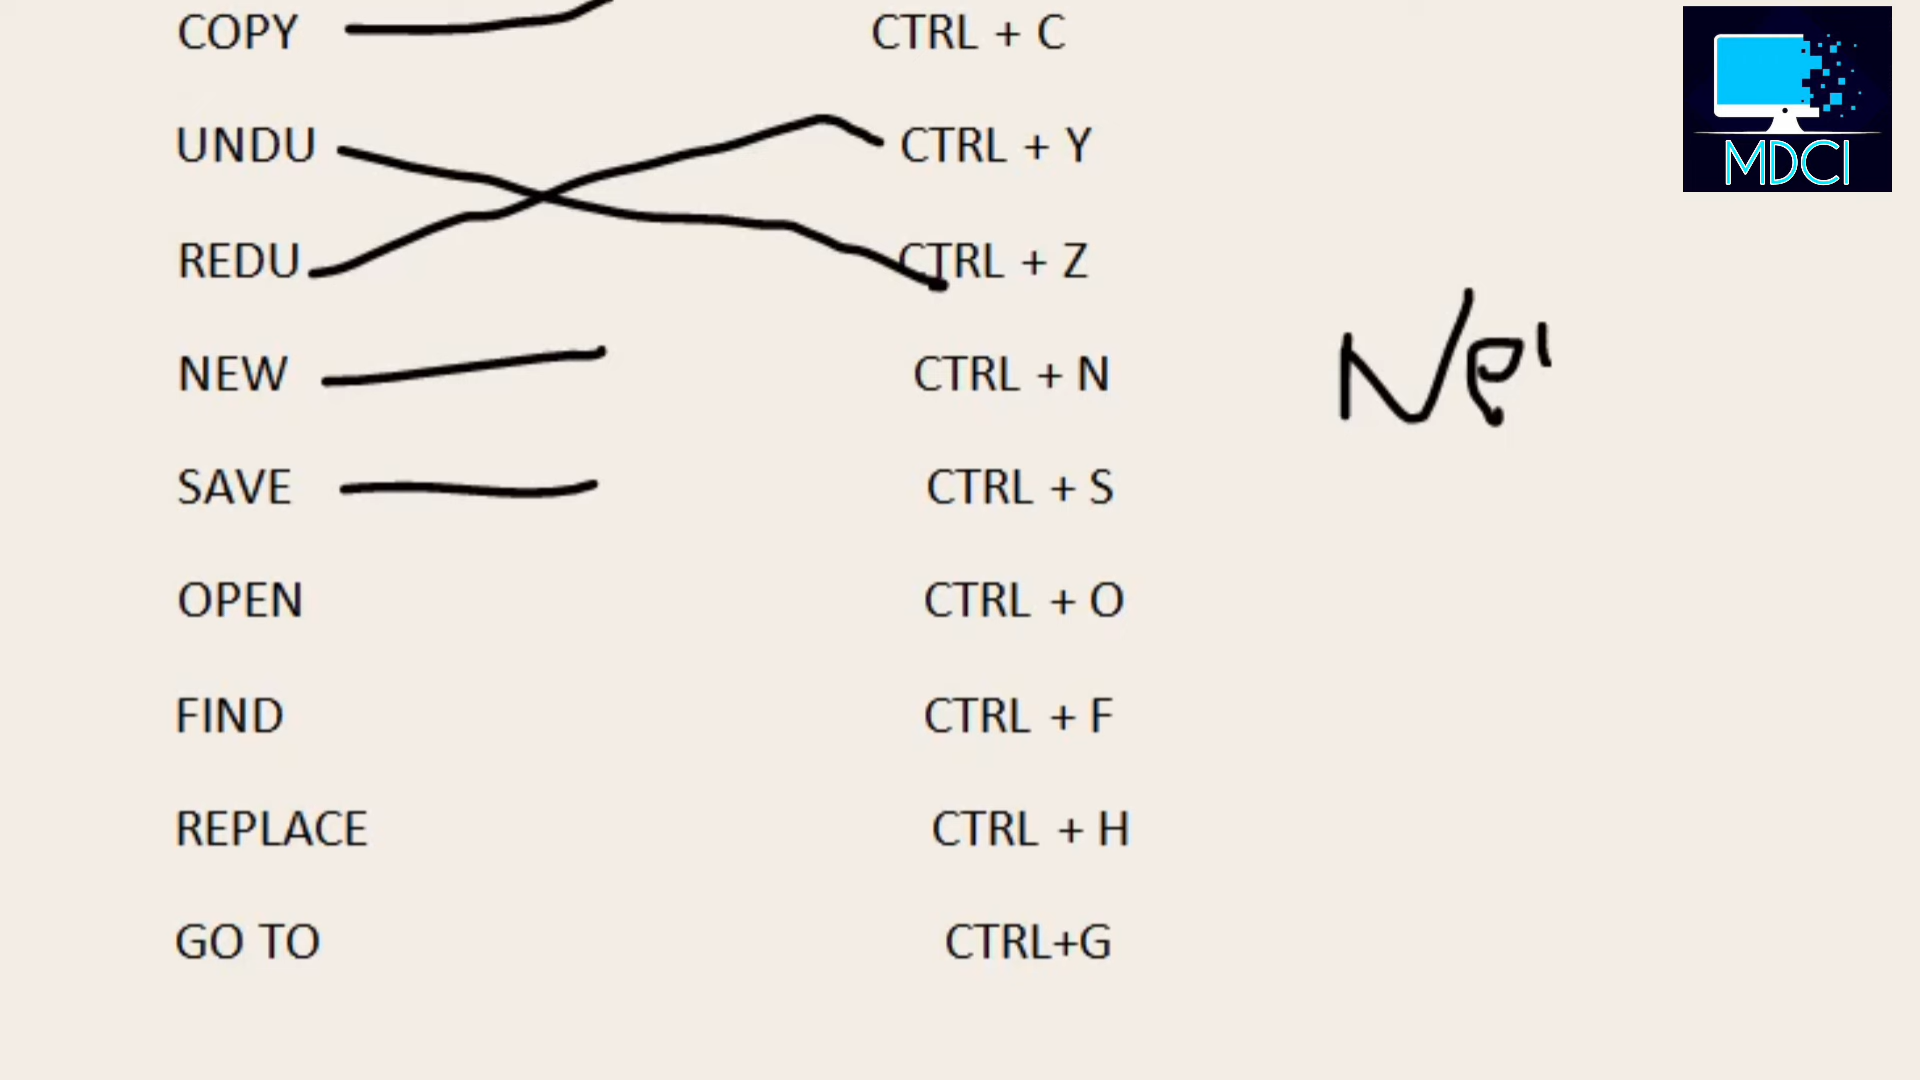 COPY CTRL + C
UNDU CTRL + Y
REDU CTRL + Z
NEW CTRL + N
SAVE CTRL + S
OPEN CTRL + O
FIND CTRL + F
REPLACE CTRL + H
GO TO CTRL+G
MDCI